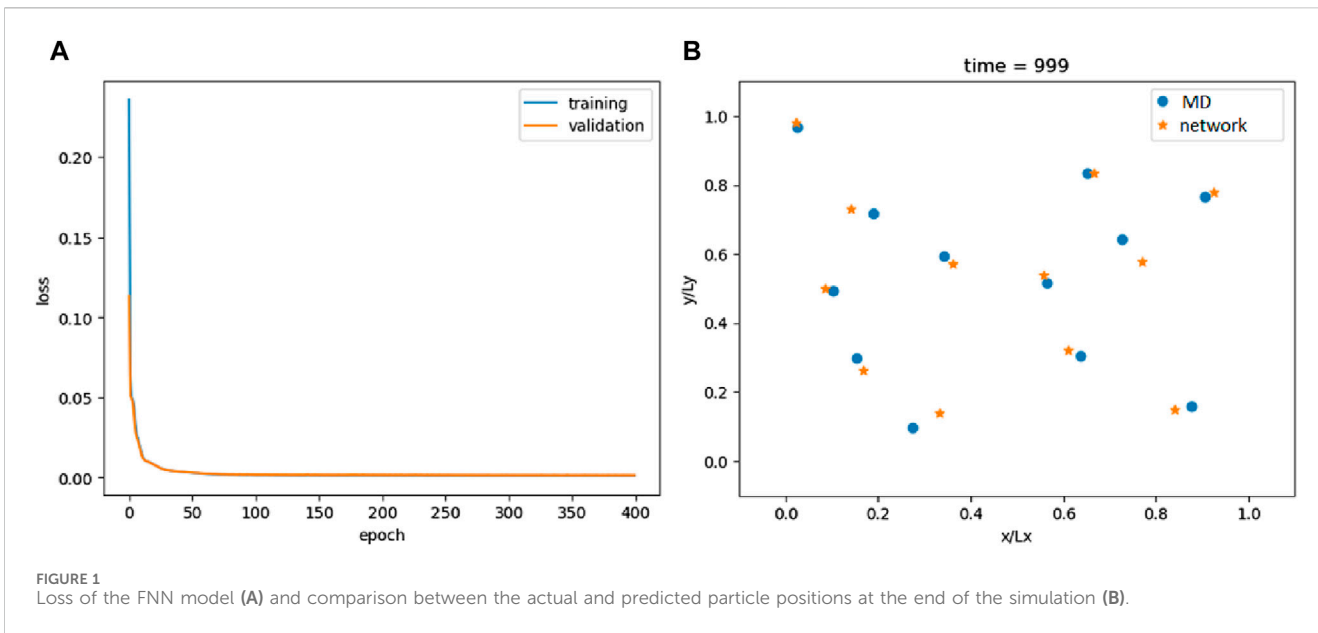 A
training
validation
0.20
0.15
0.10
0.05
0.00
loss
0 50 100 150 200 250 300 350 400
epoch
B
time = 999
MD
network
1.0
0.8
0.6
0.4
0.2
0.0
y/Ly
0.0 0.2 0.4 0.6 0.8 1.0
x/Lx
FIGURE 1
Loss of the FNN model (A) and comparison between the actual and predicted particle positions at the end of the simulation (B).